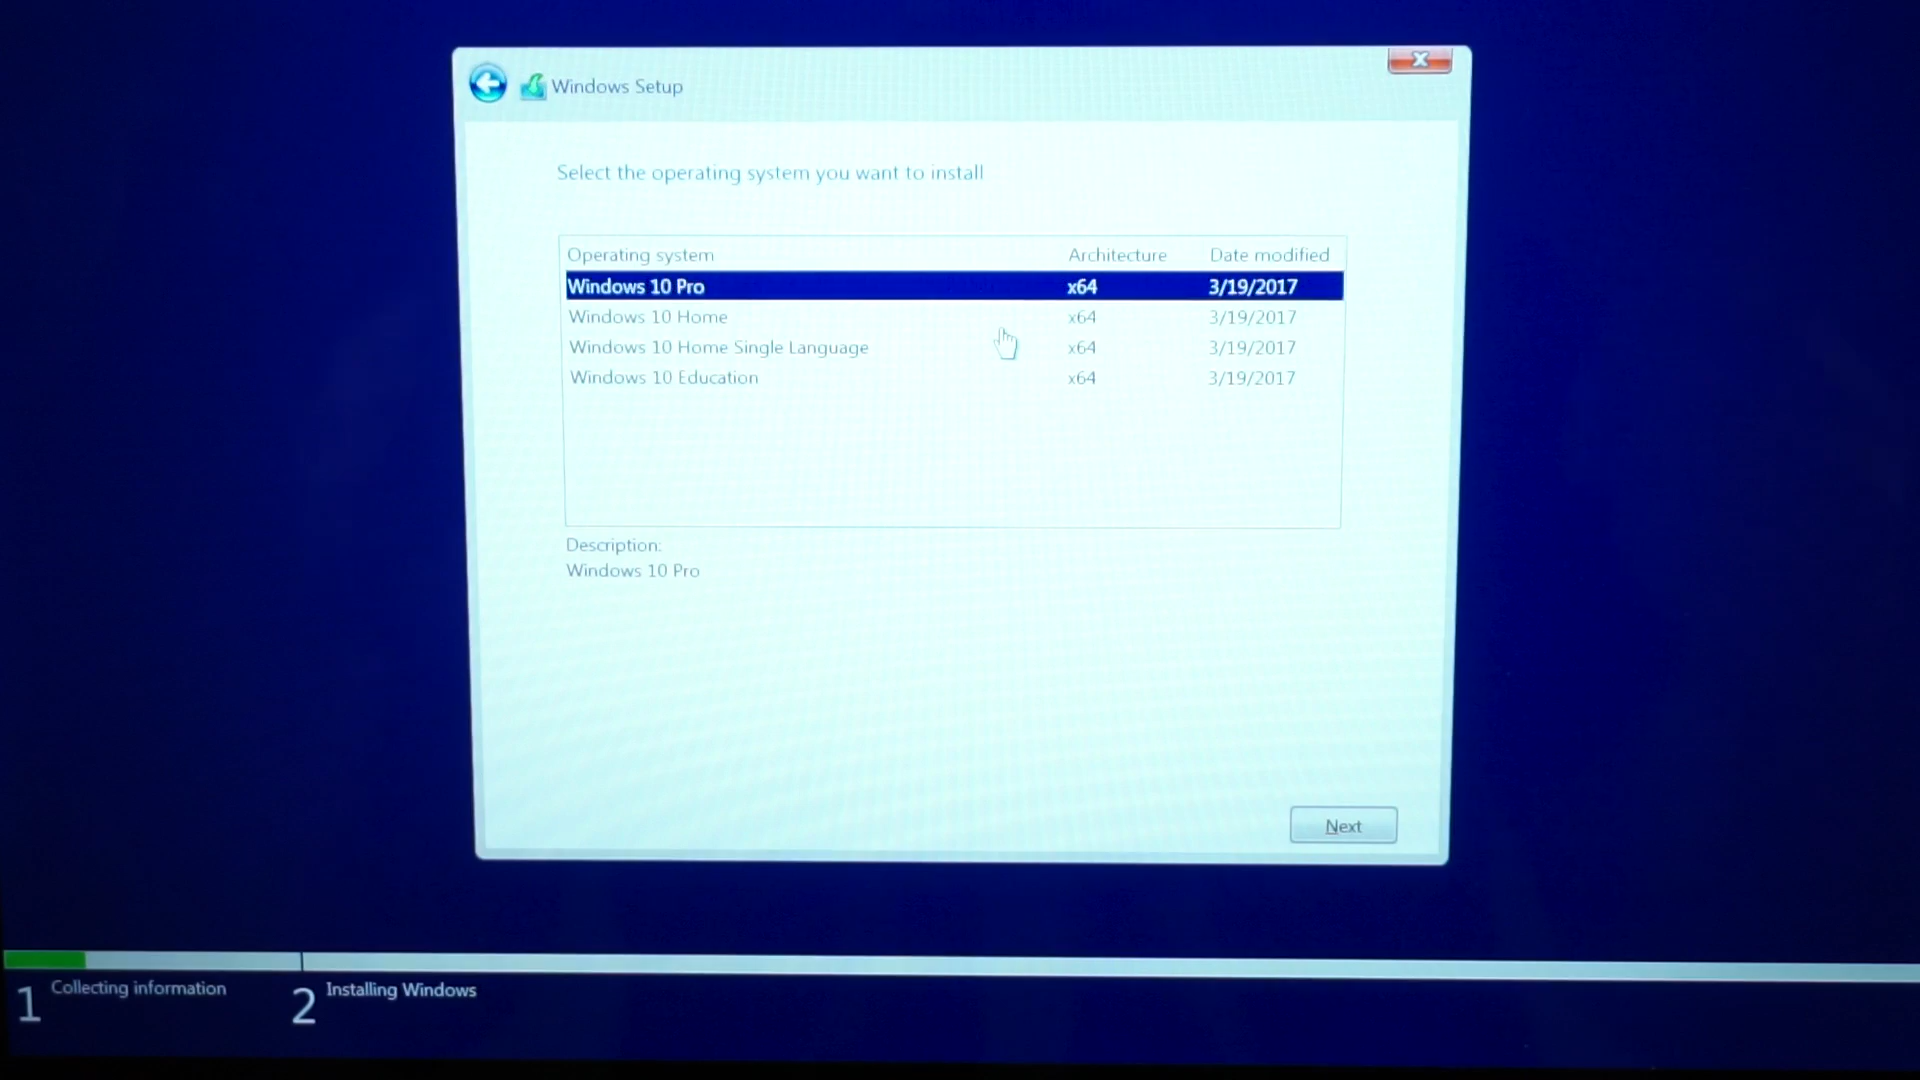 Windows Setup
Select the operating system you want to install
Operating system Architecture Date modified
Windows 10 Pro x64 3/19/2017
Windows 10 Home x64 3/19/2017
Windows 10 Home Single Language x64 3/19/2017
Windows 10 Education x64 3/19/2017
Description:
Windows 10 Pro
Next
1 Collecting information 2 Installing Windows